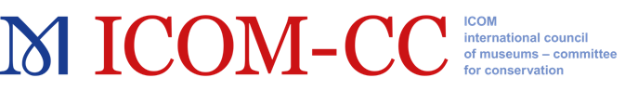 ICOM-CC
ICOM
international council
of museums – committee
for conservation